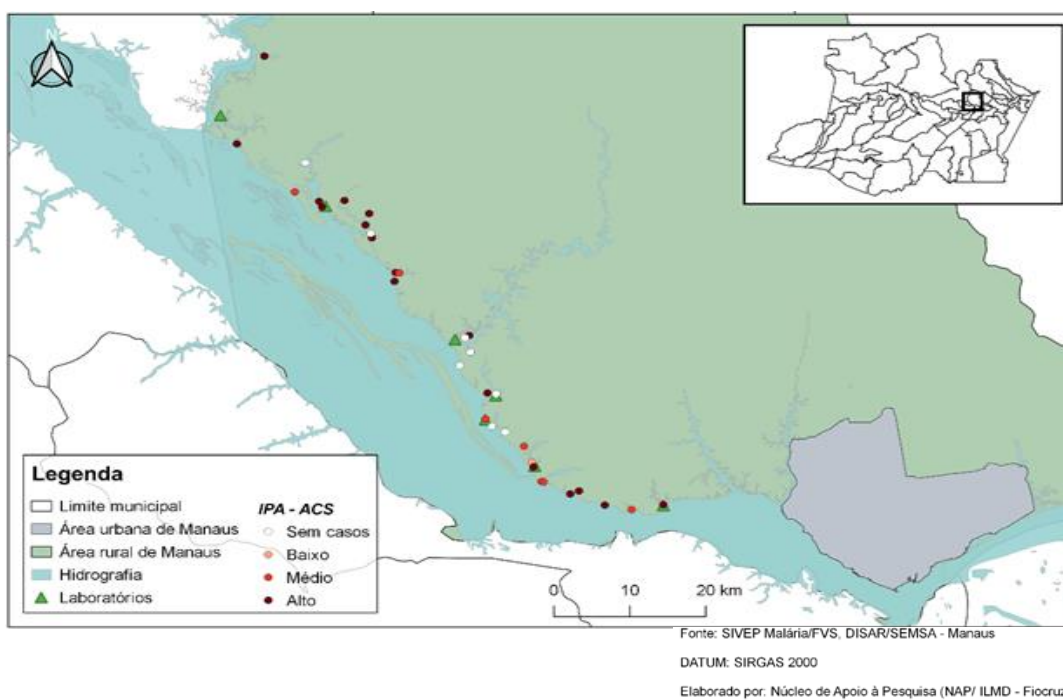 N
Legenda
Limite municipal
Área urbana de Manaus
Área rural de Manaus
Hidrografia
Laboratórios
IPA - ACS
Sem casos
Baixo
Médio
Alto
0 10 20 km
Fonte: SIVEP Malária/FVS, DISAR/SEMSA - Manaus
DATUM: SIRGAS 2000
Elaborado por: Núcleo de Apoio à Pesquisa (NAP/ ILMD - Fiocruz